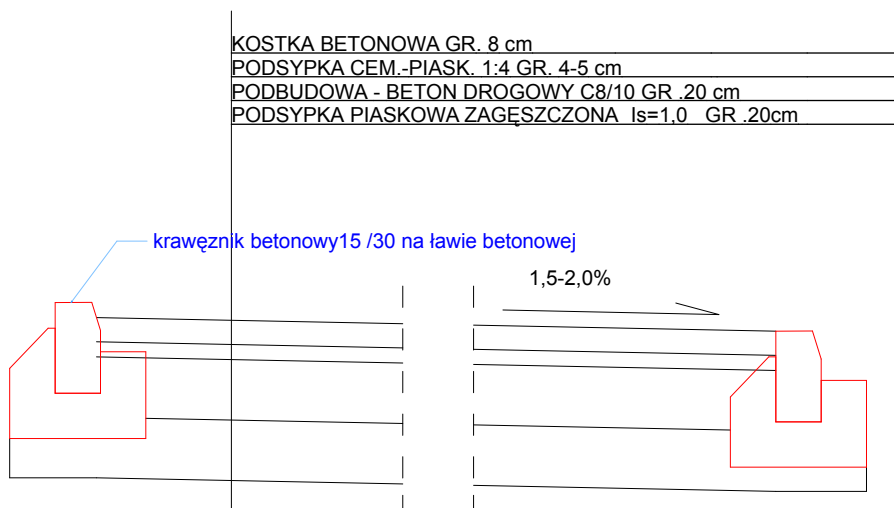 KOSTKA BETONOWA GR. 8 cm
PODSYPKA CEM.-PIASK. 1:4 GR. 4-5 cm
PODBUDOWA - BETON DROGOWY C8/10 GR .20 cm
PODSYPKA PIASKOWA ZAGĘSZCZONA Is=1,0 GR .20cm
krawęznik betonowy15 /30 na ławie betonowej
1,5-2,0%